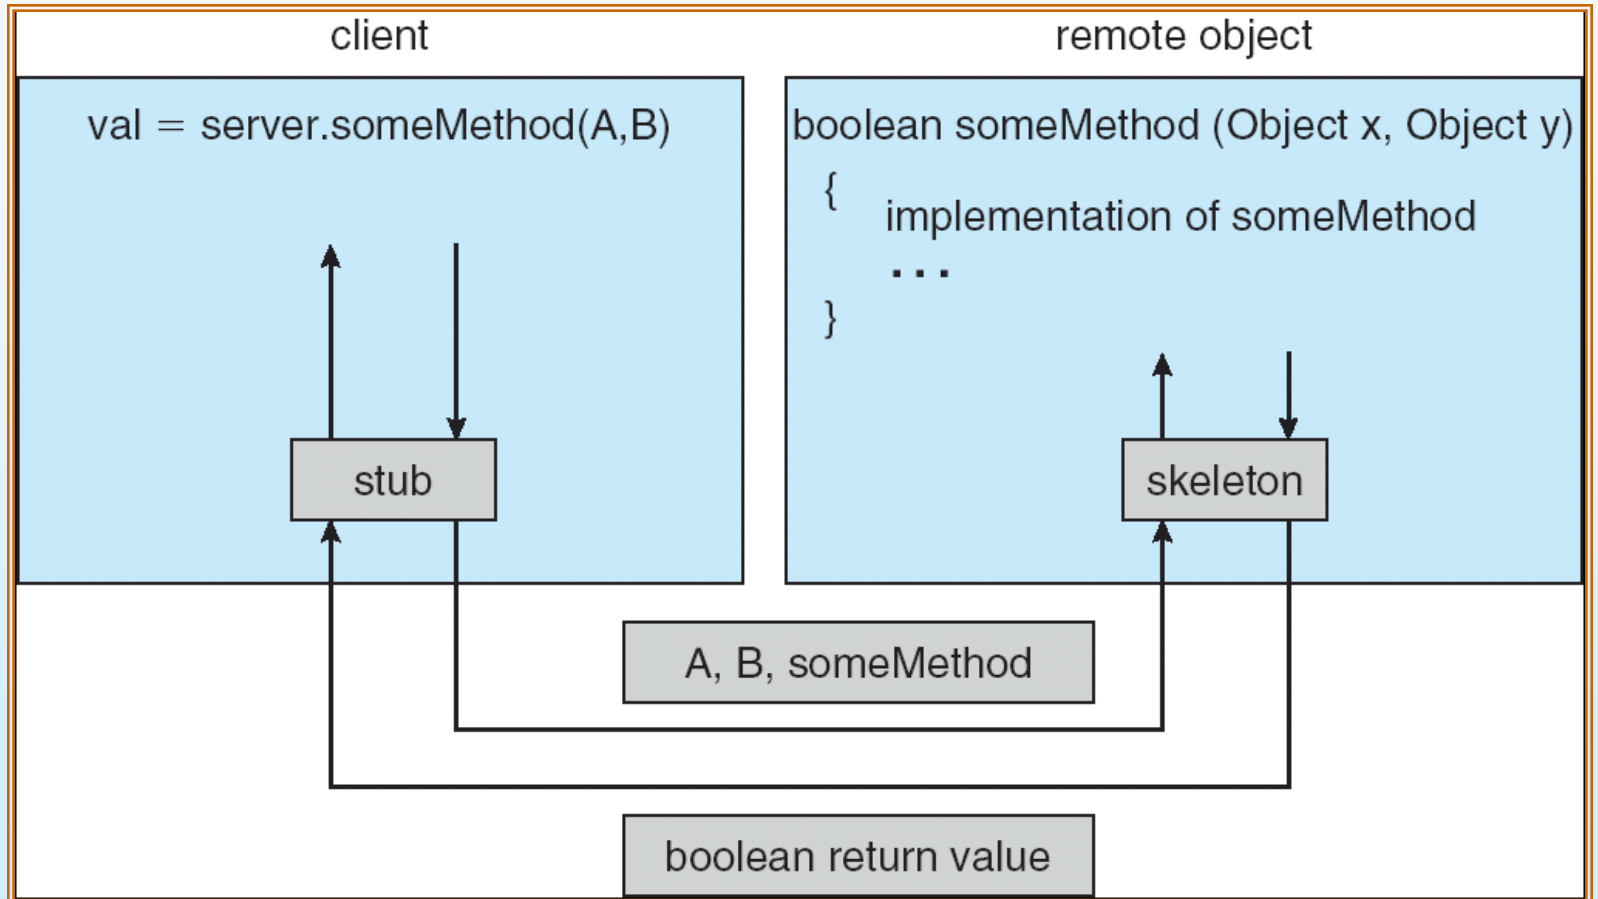 client
remote object
val = server.someMethod(A,B)
boolean someMethod (Object x, Object y)
{
implementation of someMethod
...
}
stub
skeleton
A, B, someMethod
boolean return value